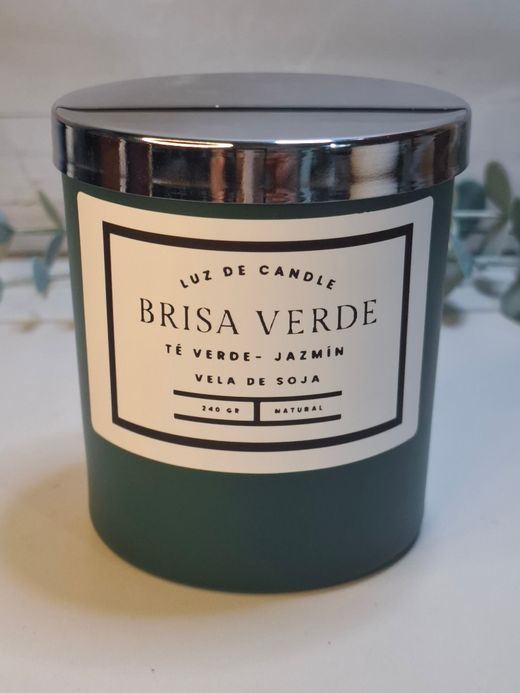 LUZ DE CANDLE
BRISA VERDE
TÉ VERDE- JAZMÍN
VELA DE SOJA
240 GR NATURAL